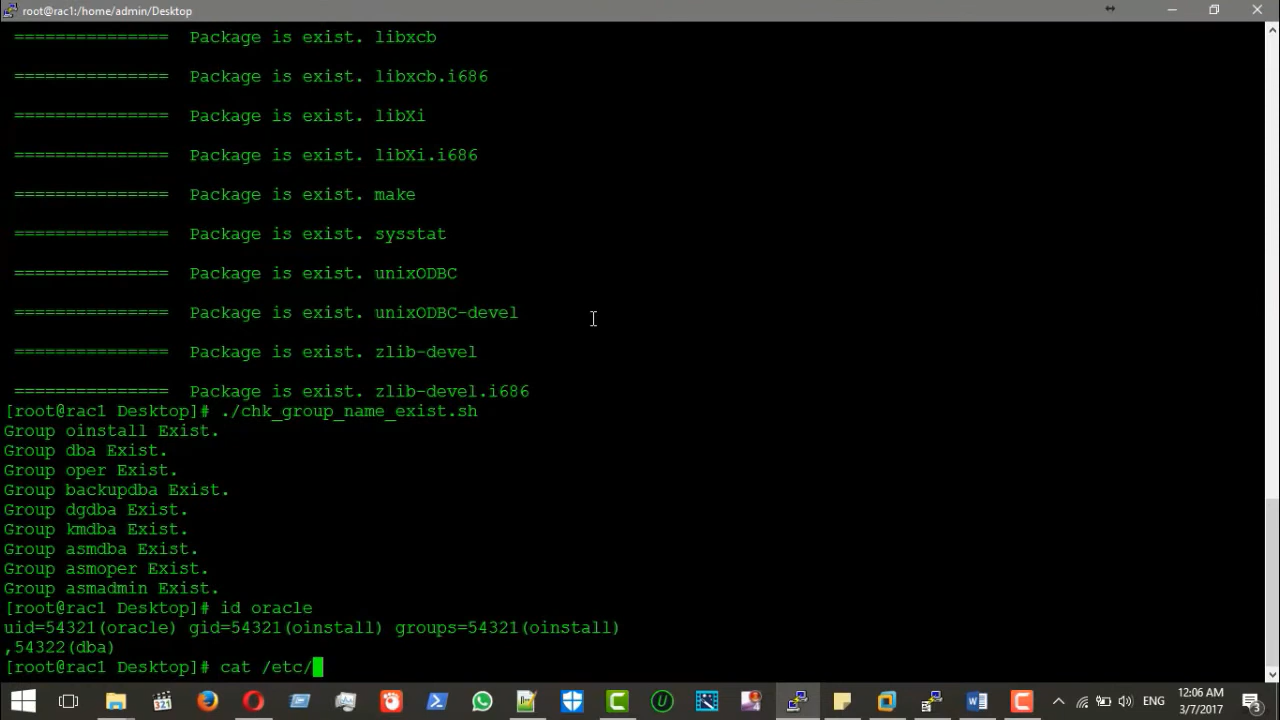 root@rac1:/home/admin/Desktop
=============== Package is exist. libxcb
=============== Package is exist. libxcb.i686
=============== Package is exist. libXi
=============== Package is exist. libXi.i686
=============== Package is exist. make
=============== Package is exist. sysstat
=============== Package is exist. unixODBC
=============== Package is exist. unixODBC-devel
=============== Package is exist. zlib-devel
=============== Package is exist. zlib-devel.i686
[root@rac1 Desktop]# ./chk_group_name_exist.sh
Group oinstall Exist.
Group dba Exist.
Group oper Exist.
Group backupdba Exist.
Group dgdba Exist.
Group kmdba Exist.
Group asmdba Exist.
Group asmoper Exist.
Group asmadmin Exist.
[root@rac1 Desktop]# id oracle
uid=54321(oracle) gid=54321(oinstall) groups=54321(oinstall)
,54322(dba)
[root@rac1 Desktop]# cat /etc/
321
ENG
12:06 AM
3/7/2017
3